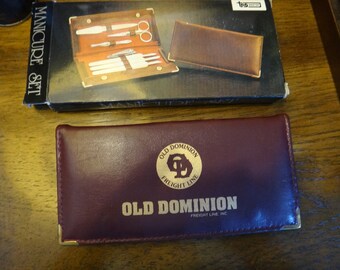 MANICURE SET
OLD DOMINION
OD
FREIGHT LINE
OLD DOMINION
FREIGHT LINE, INC.